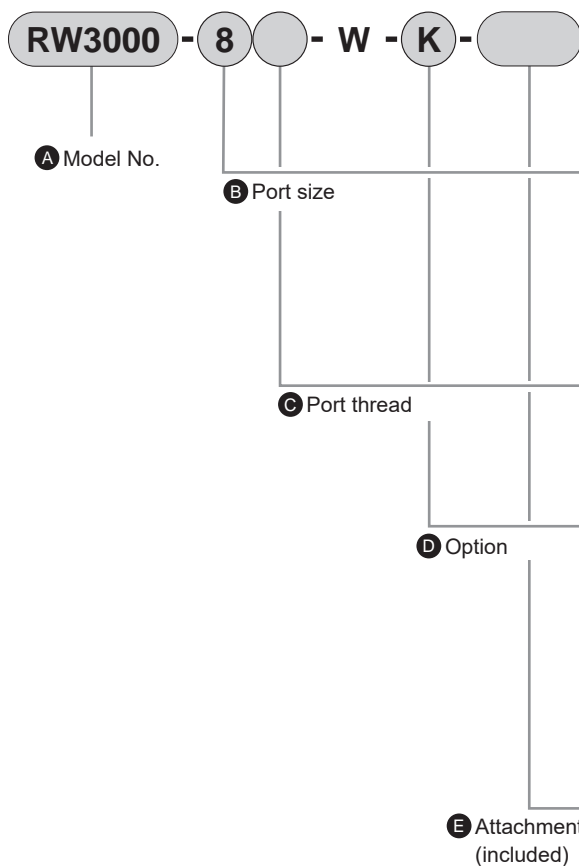 RW3000 - 8 - W - K -
A Model No.
B Port size
C Port thread
D Option
E Attachment
(included)